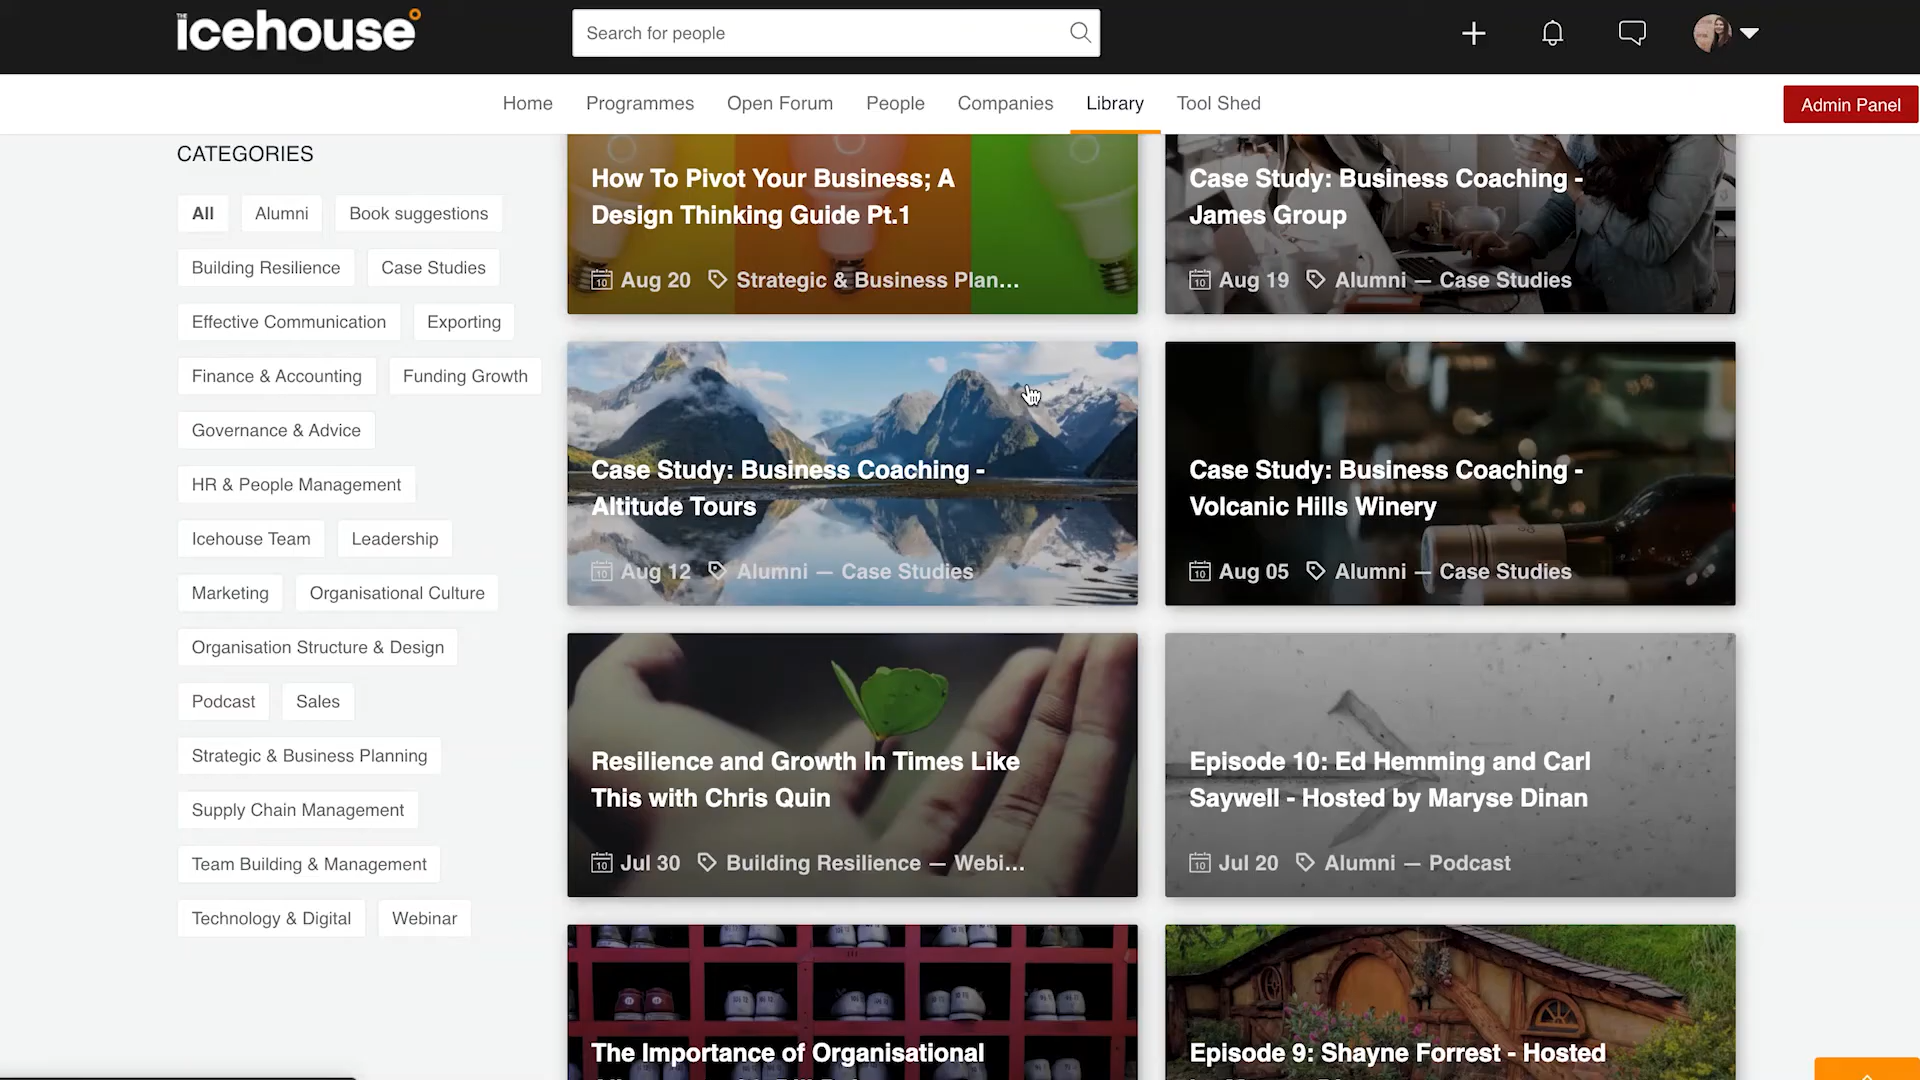 THE
icehouse
Search for people
Home
Programmes
Open Forum
People
Companies
Library
Tool Shed
Admin Panel
CATEGORIES
All
Alumni
Book suggestions
Building Resilience
Case Studies
Effective Communication
Exporting
Finance & Accounting
Funding Growth
Governance & Advice
HR & People Management
Icehouse Team
Leadership
Marketing
Organisational Culture
Organisation Structure & Design
Podcast
Sales
Strategic & Business Planning
Supply Chain Management
Team Building & Management
Technology & Digital
Webinar
How To Pivot Your Business; A
Design Thinking Guide Pt.1
10 Aug 20 Strategic & Business Plan...
Case Study: Business Coaching -
James Group
10 Aug 19 Alumni — Case Studies
Case Study: Business Coaching -
Altitude Tours
10 Aug 12 Alumni — Case Studies
Case Study: Business Coaching -
Volcanic Hills Winery
10 Aug 05 Alumni — Case Studies
Resilience and Growth In Times Like
This with Chris Quin
10 Jul 30 Building Resilience — Webi...
Episode 10: Ed Hemming and Carl
Saywell - Hosted by Maryse Dinan
10 Jul 20 Alumni — Podcast
The Importance of Organisational
Episode 9: Shayne Forrest - Hosted